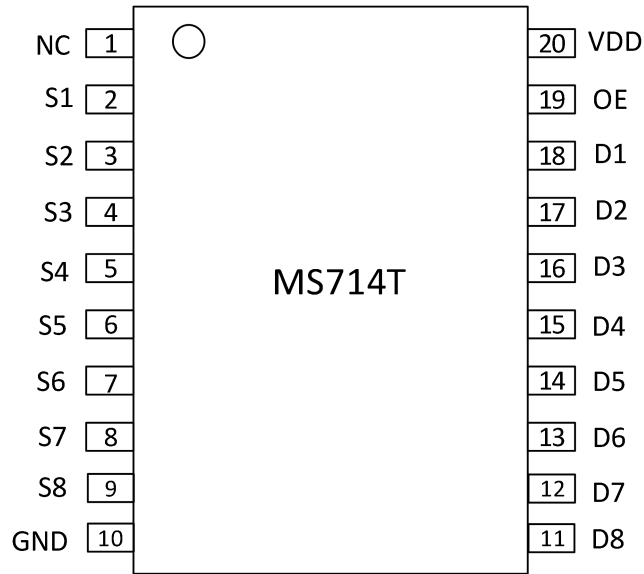 NC 1 20 VDD
S1 2 19 OE
S2 3 18 D1
S3 4 17 D2
S4 5 16 D3
MS714T
S5 6 15 D4
S6 7 14 D5
S7 8 13 D6
S8 9 12 D7
GND 10 11 D8